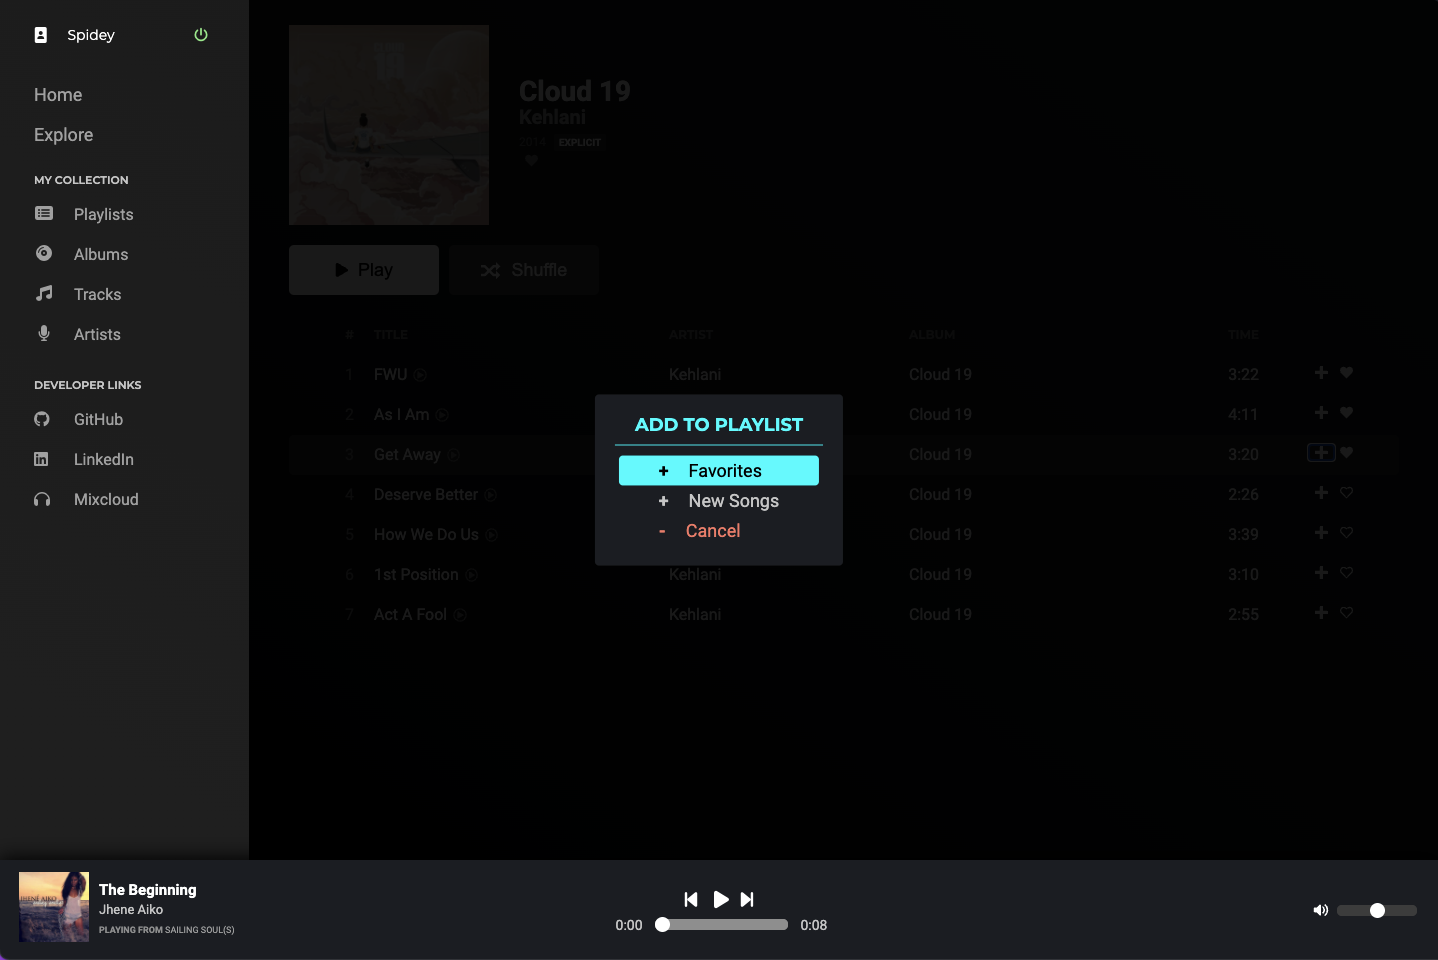 Spidey
Home
Explore
MY COLLECTION
Playlists
Albums
Tracks
Artists
DEVELOPER LINKS
GitHub
LinkedIn
Mixcloud
Cloud 19
Kehlani
2014 EXPLICIT
Play Shuffle
# TITLE ARTIST ALBUM TIME
1 FWU Kehlani Cloud 19 3:22
2 As I Am Cloud 19 4:11
3 Get Away Cloud 19 3:20
4 Deserve Better Cloud 19 2:26
5 How We Do Us Cloud 19 3:39
6 1st Position Kehlani Cloud 19 3:10
7 Act A Fool Kehlani Cloud 19 2:55
ADD TO PLAYLIST
+ Favorites
+ New Songs
- Cancel
The Beginning
Jhene Aiko
PLAYING FROM SAILING SOUL(S)
0:00 0:08
JHENÉ AIKO